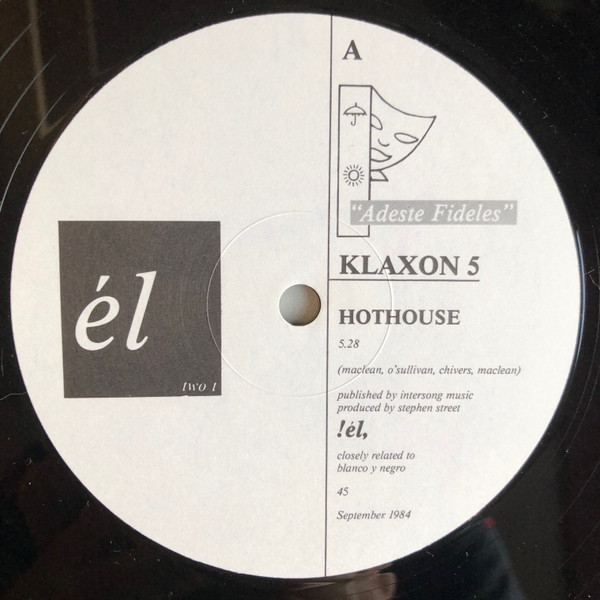 A
"Adeste Fideles"
KLAXON 5
HOTHOUSE
5.28
(maclean, o'sullivan, chivers, maclean)
published by intersong music
produced by stephen street
!él,
closely related to
blanco y negro
45
September 1984
él
two 1